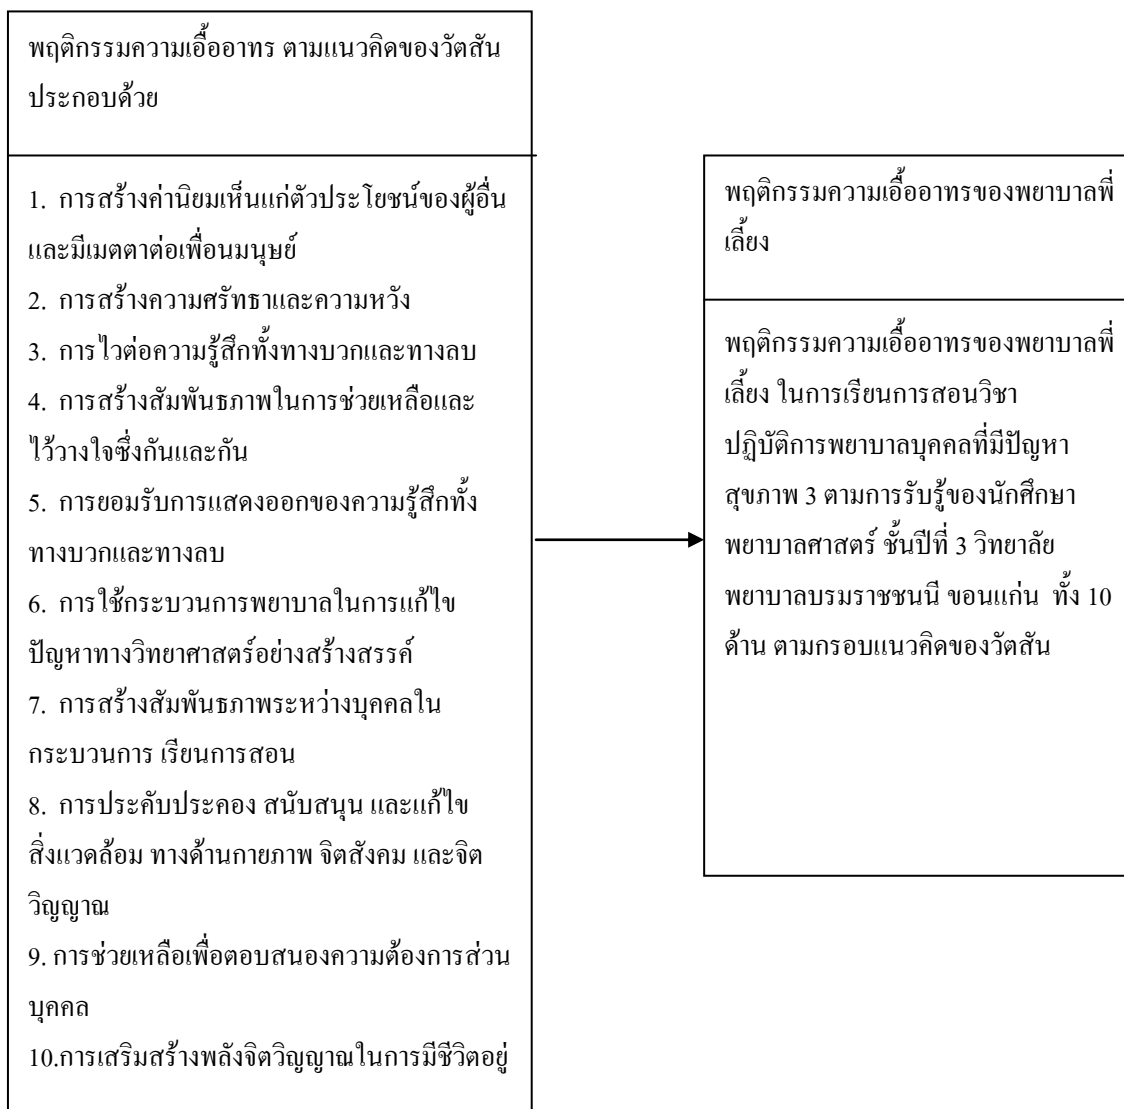 พฤติกรรมความเอื้ออาทร ตามแนวคิดของวัตสัน
ประกอบด้วย
1. การสร้างค่านิยมเห็นแก่ตัวประโยชน์ของผู้อื่น
และมีเมตตาต่อเพื่อนมนุษย์
2. การสร้างความศรัทธาและความหวัง
3. การไวต่อความรู้สึกทั้งทางบวกและทางลบ
4. การสร้างสัมพันธภาพในการช่วยเหลือและ
ไว้วางใจซึ่งกันและกัน
5. การยอมรับการแสดงออกของความรู้สึกทั้ง
ทางบวกและทางลบ
6. การใช้กระบวนการพยาบาลในการแก้ไข
ปัญหาทางวิทยาศาสตร์อย่างสร้างสรรค์
7. การสร้างสัมพันธภาพระหว่างบุคคลใน
กระบวนการ เรียนการสอน
8. การประคับประคอง สนับสนุน และแก้ไข
สิ่งแวดล้อม ทางด้านกายภาพ จิตสังคม และจิต
วิญญาณ
9. การช่วยเหลือเพื่อตอบสนองความต้องการส่วน
บุคคล
10.การเสริมสร้างพลังจิตวิญญาณในการมีชีวิตอยู่
พฤติกรรมความเอื้ออาทรของพยาบาลพี่
เลี้ยง
พฤติกรรมความเอื้ออาทรของพยาบาลพี่
เลี้ยง ในการเรียนการสอนวิชา
ปฏิบัติการพยาบาลบุคคลที่มีปัญหา
สุขภาพ 3 ตามการรับรู้ของนักศึกษา
พยาบาลศาสตร์ ชั้นปีที่ 3 วิทยาลัย
พยาบาลบรมราชชนนี ขอนแก่น ทั้ง 10
ด้าน ตามกรอบแนวคิดของวัตสัน